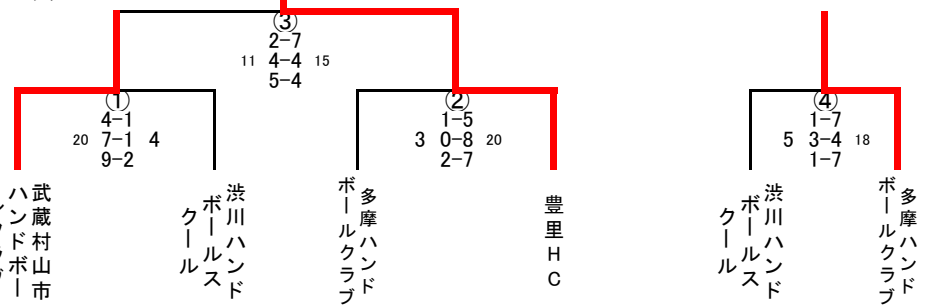 ③
2-7
11 4-4 15
5-4
①
4-1
20 7-1 4
9-2
②
1-5
3 0-8 20
2-7
④
1-7
5 3-4 18
1-7
武蔵村山市
ハンドボー
渋川ハンド
ボールス
クール
多摩ハンド
ボールクラブ
豊里HC
渋川ハンド
ボールス
クール
多摩ハンド
ボールクラブ